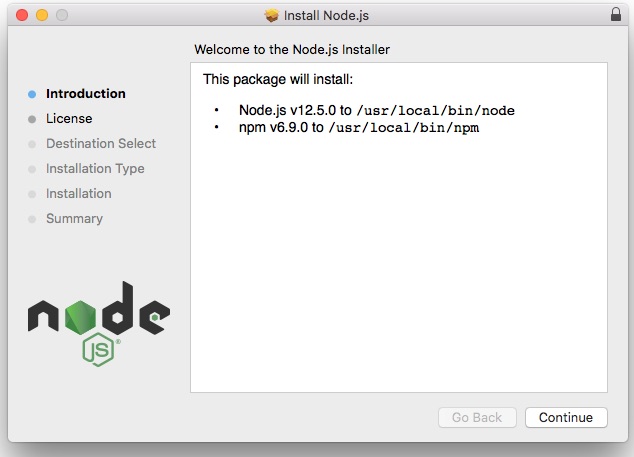 Install Node.js
Welcome to the Node.js Installer
Introduction
License
Destination Select
Installation Type
Installation
Summary
This package will install:
• Node.js v12.5.0 to /usr/local/bin/node
• npm v6.9.0 to /usr/local/bin/npm
node
JS®
Go Back
Continue